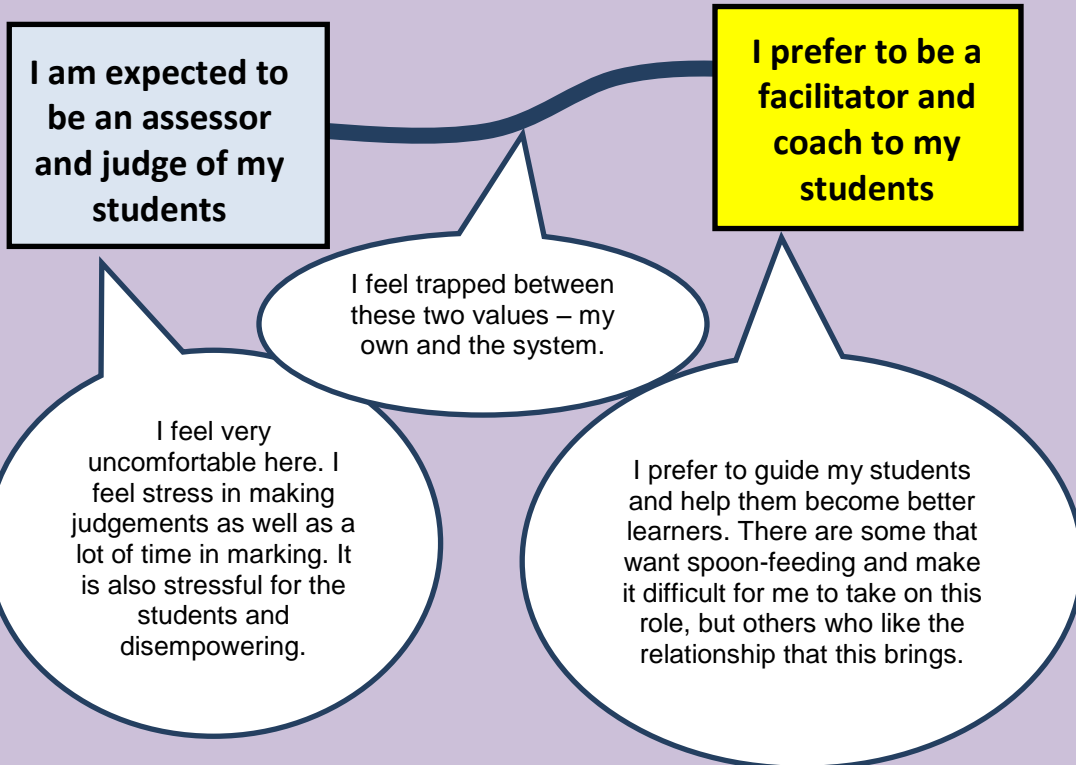 I am expected to
be an assessor
and judge of my
students
I prefer to be a
facilitator and
coach to my
students
I feel trapped between
these two values – my
own and the system.
I feel very
uncomfortable here. I
feel stress in making
judgements as well as a
lot of time in marking. It
is also stressful for the
students and
disempowering.
I prefer to guide my students
and help them become better
learners. There are some that
want spoon-feeding and make
it difficult for me to take on this
role, but others who like the
relationship that this brings.